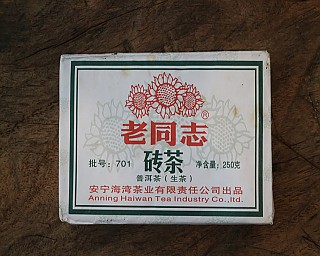 ®
老同志
批号：701 砖茶 净含量：250克
普洱茶（生茶）
安宁海湾茶业有限责任公司出品
Anning Haiwan Tea Industry Co.,ltd.